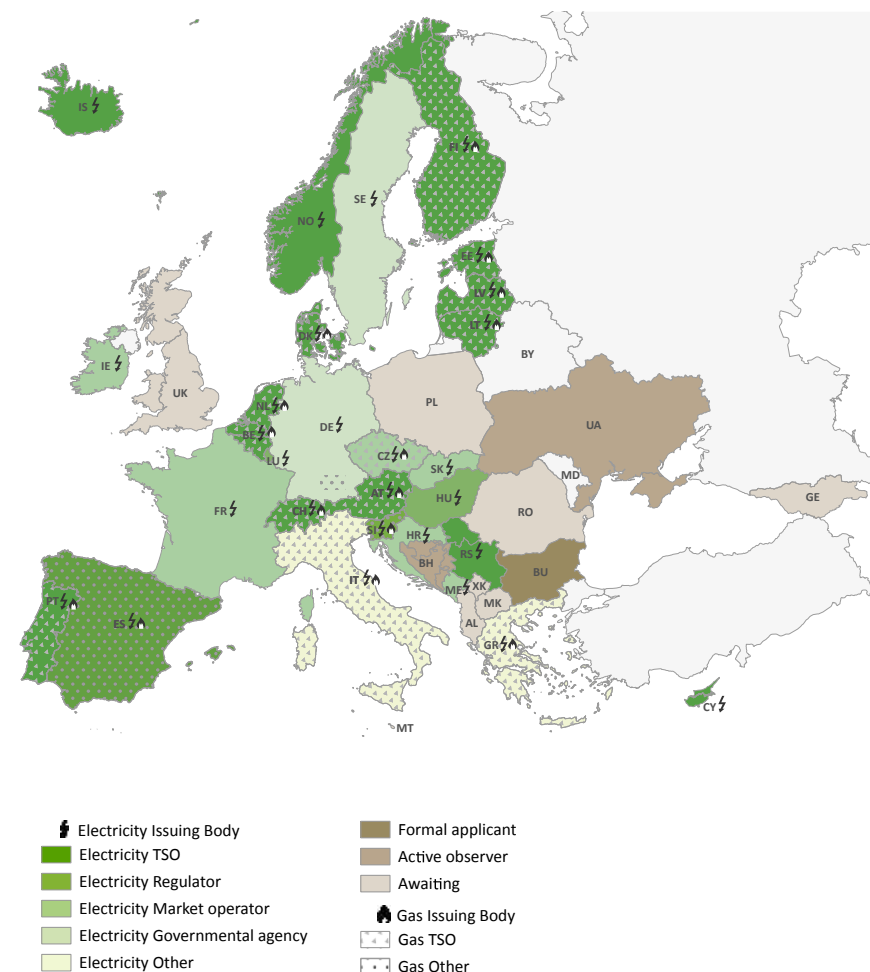 IS
FI
SE
NO
EE
LV
LT
DK
BY
IE
UK
PL
NL
DE
UA
BE
CZ
LU
SK
MD
AT
HU
GE
FR
CH
RO
SI
HR
RS
BH
BU
IT
ME
XK
PT
MK
ES
AL
GR
CY
MT
Electricity Issuing Body
Electricity TSO
Electricity Regulator
Electricity Market operator
Electricity Governmental agency
Electricity Other
Formal applicant
Active observer
Awaiting
Gas Issuing Body
Gas TSO
Gas Other